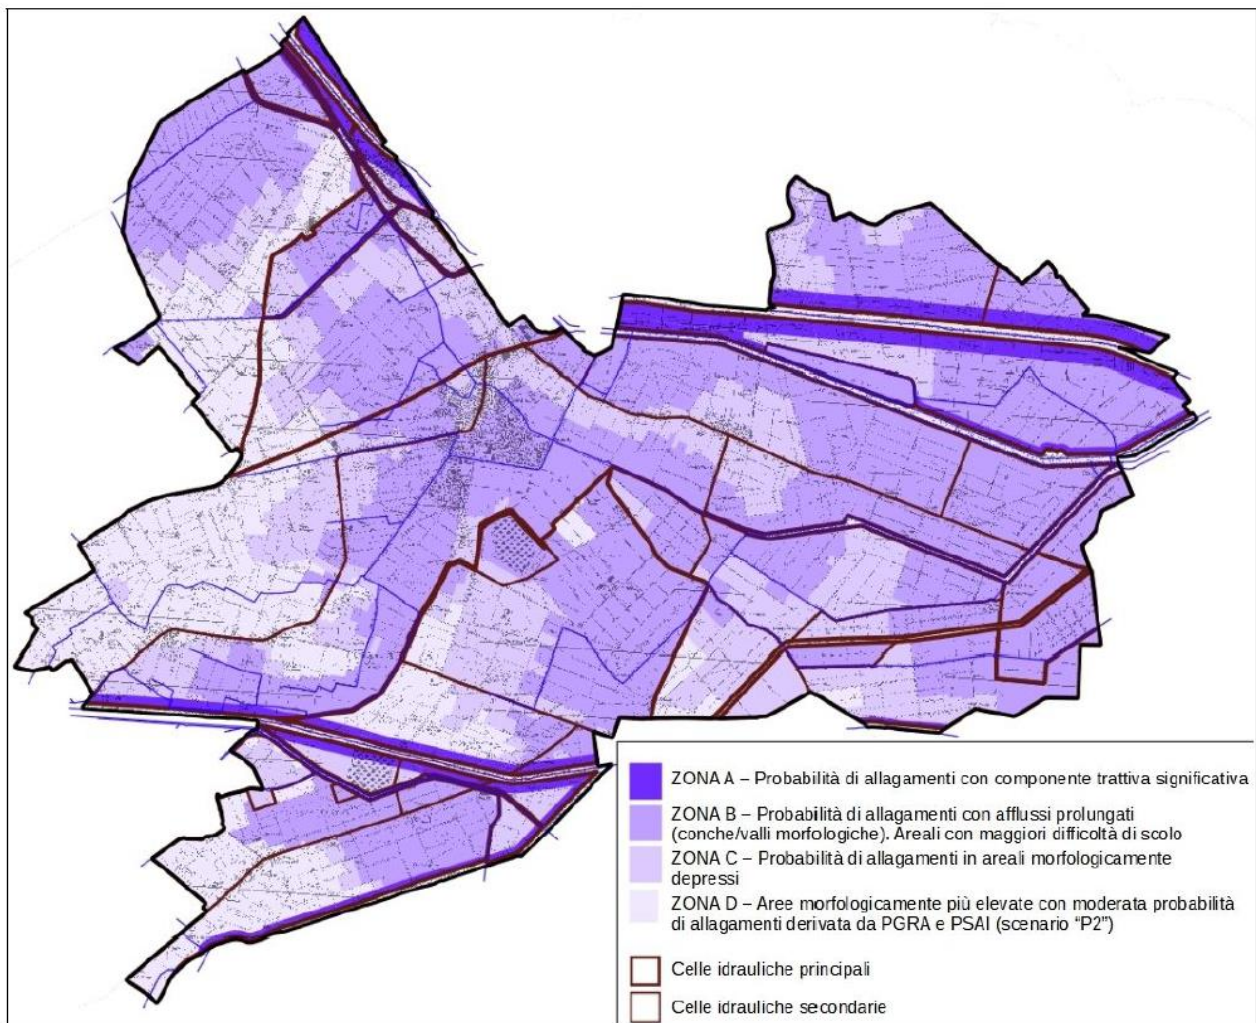 ZONA A – Probabilità di allagamenti con componente trattiva significativa
ZONA B – Probabilità di allagamenti con afflussi prolungati
(conche/valli morfologiche). Areali con maggiori difficoltà di scolo
ZONA C – Probabilità di allagamenti in areali morfologicamente
depressi
ZONA D – Aree morfologicamente più elevate con moderata probabilità
di allagamenti derivata da PGRA e PSAI (scenario “P2”)
Celle idrauliche principali
Celle idrauliche secondarie